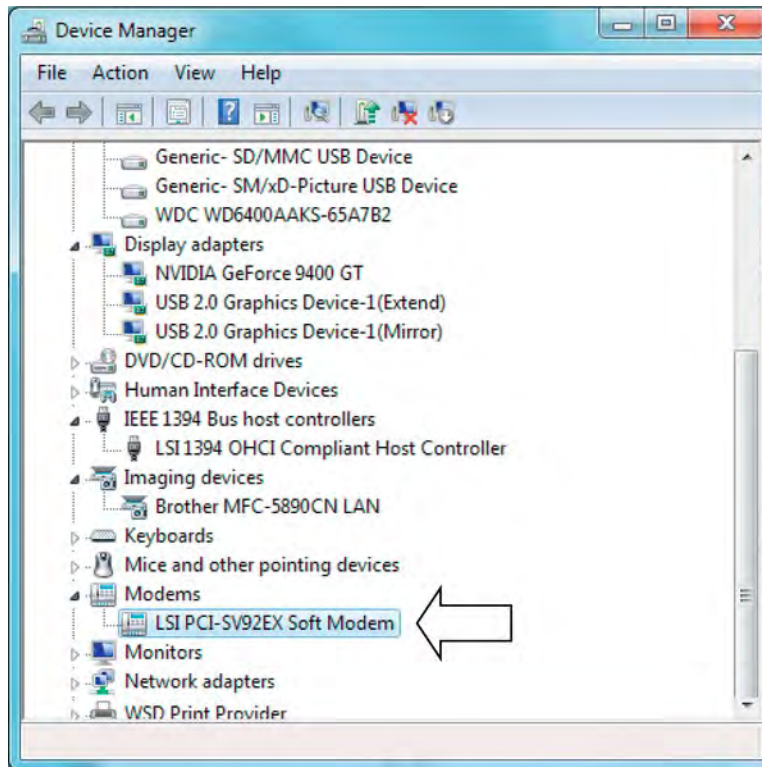 Device Manager
File Action View Help
Generic- SD/MMC USB Device
Generic- SM/xD-Picture USB Device
WDC WD6400AAKS-65A7B2
Display adapters
NVIDIA GeForce 9400 GT
USB 2.0 Graphics Device-1(Extend)
USB 2.0 Graphics Device-1(Mirror)
DVD/CD-ROM drives
Human Interface Devices
IEEE 1394 Bus host controllers
LSI 1394 OHCI Compliant Host Controller
Imaging devices
Brother MFC-5890CN LAN
Keyboards
Mice and other pointing devices
Modems
LSI PCI-SV92EX Soft Modem
Monitors
Network adapters
WSD Print Provider